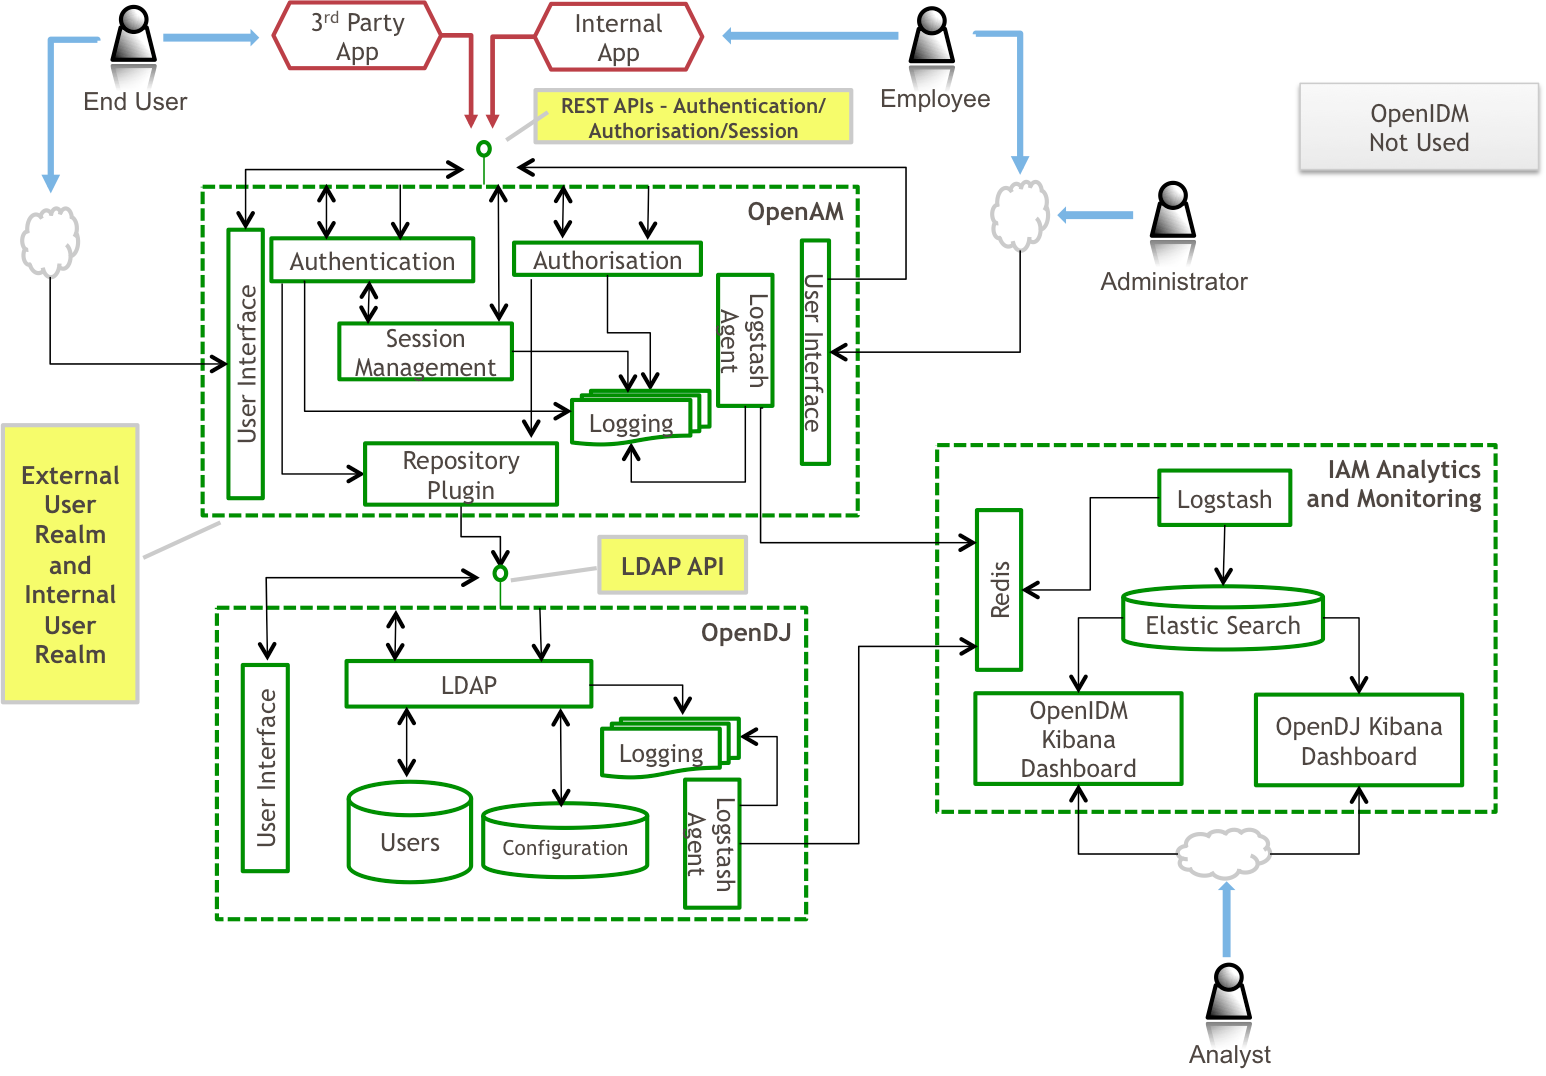 3rd Party
App
Internal
App
End User
Employee
REST APIs – Authentication/
Authorisation/Session
OpenIDM
Not Used
OpenAM
Administrator
User Interface
Authentication
Authorisation
Session
Management
Logstash
Agent
User Interface
Logging
Repository
Plugin
External
User
Realm
and
Internal
User
Realm
LDAP API
IAM Analytics
and Monitoring
Logstash
Redis
Elastic Search
OpenIDM
Kibana
Dashboard
OpenDJ Kibana
Dashboard
OpenDJ
User Interface
LDAP
Logging
Users
Configuration
Logstash
Agent
Analyst